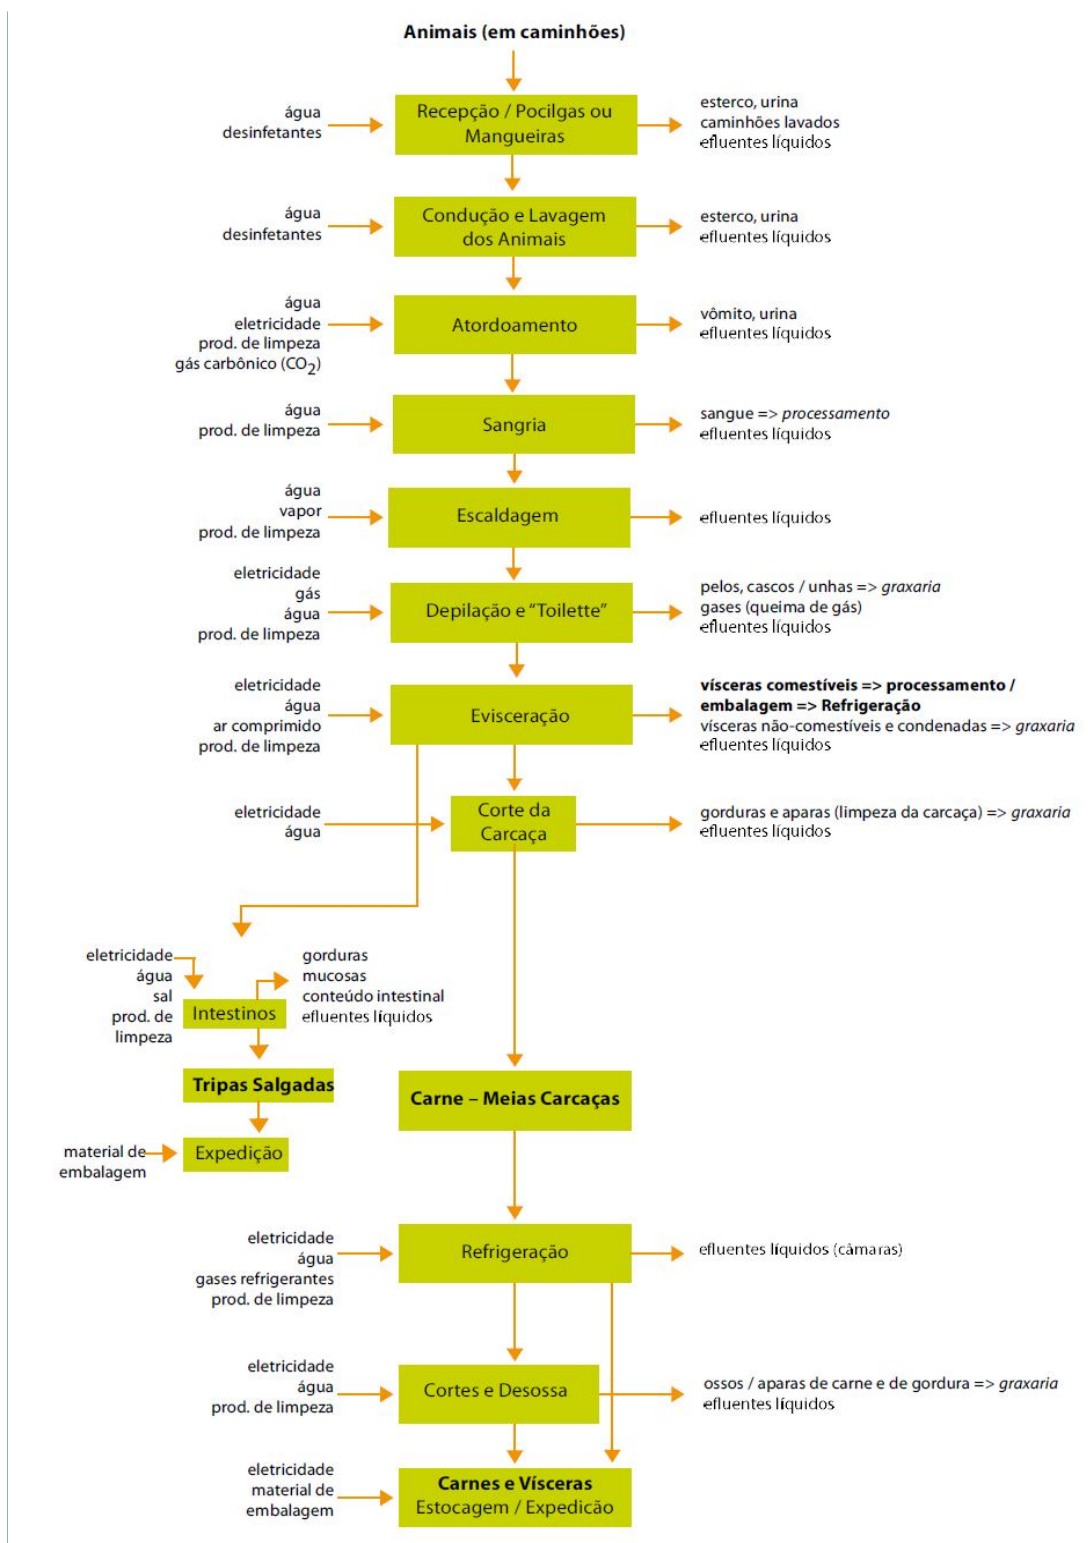 Animais (em caminhões)
água
desinfetantes
Recepção / Pocilgas ou
Mangueiras
esterco, urina
caminhões lavados
efluentes líquidos
água
desinfetantes
Condução e Lavagem
dos Animais
esterco, urina
efluentes líquidos
água
eletricidade
prod. de limpeza
gás carbônico (CO2)
Atordoamento
vômito, urina
efluentes líquidos
água
prod. de limpeza
Sangria
sangue => processamento
efluentes líquidos
água
vapor
prod. de limpeza
Escaldagem
efluentes líquidos
eletricidade
gás
água
prod. de limpeza
Depilação e “Toilette”
pelos, cascos / unhas => graxaria
gases (queima de gás)
efluentes líquidos
eletricidade
água
ar comprimido
prod. de limpeza
Evisceração
vísceras comestíveis => processamento /
embalagem => Refrigeração
vísceras não-comestíveis e condenadas => graxaria
efluentes líquidos
eletricidade
água
Corte da
Carcaça
gorduras e aparas (limpeza da carcaça) => graxaria
efluentes líquidos
eletricidade
água
sal
prod. de
limpeza
Intestinos
gorduras
mucosas
conteúdo intestinal
efluentes líquidos
Tripas Salgadas
material de
embalagem
Expedição
Carne – Meias Carcaças
eletricidade
água
gases refrigerantes
prod. de limpeza
Refrigeração
efluentes líquidos (câmaras)
eletricidade
água
prod. de limpeza
Cortes e Desossa
ossos / aparas de carne e de gordura => graxaria
efluentes líquidos
eletricidade
material de
embalagem
Carnes e Vísceras
Estocagem / Expedicão